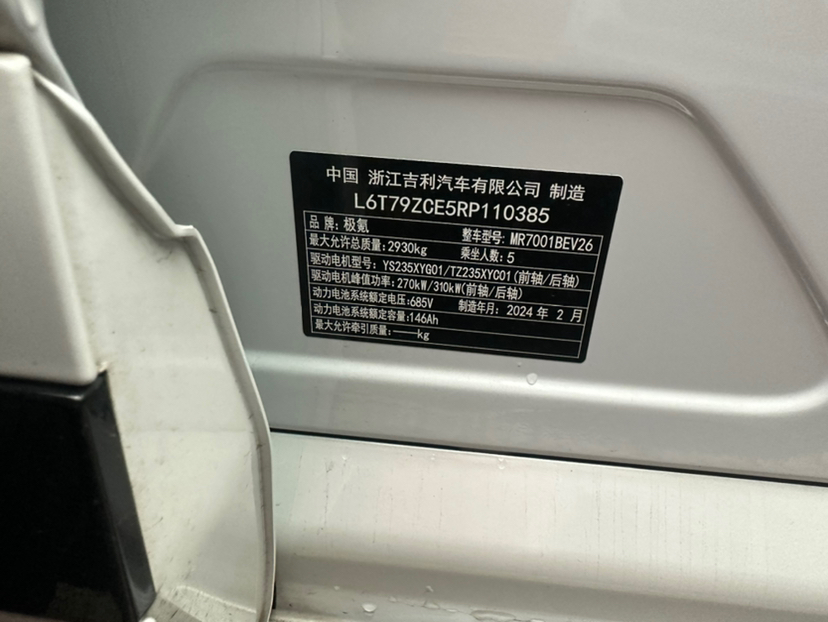 中国 浙江吉利汽车有限公司 制造
L6T79ZCE5RP110385
品 牌:极氪 整车型号:MR7001BEV26
最大允许总质量:2930kg 乘坐人数:5
驱动电机型号:YS235XYG01/TZ235XYC01(前轴/后轴)
驱动电机峰值功率:270kW/310kW(前轴/后轴)
动力电池系统额定电压:685V 制造年月:2024 年 2 月
动力电池系统额定容量:146Ah
最大允许牵引质量:——kg